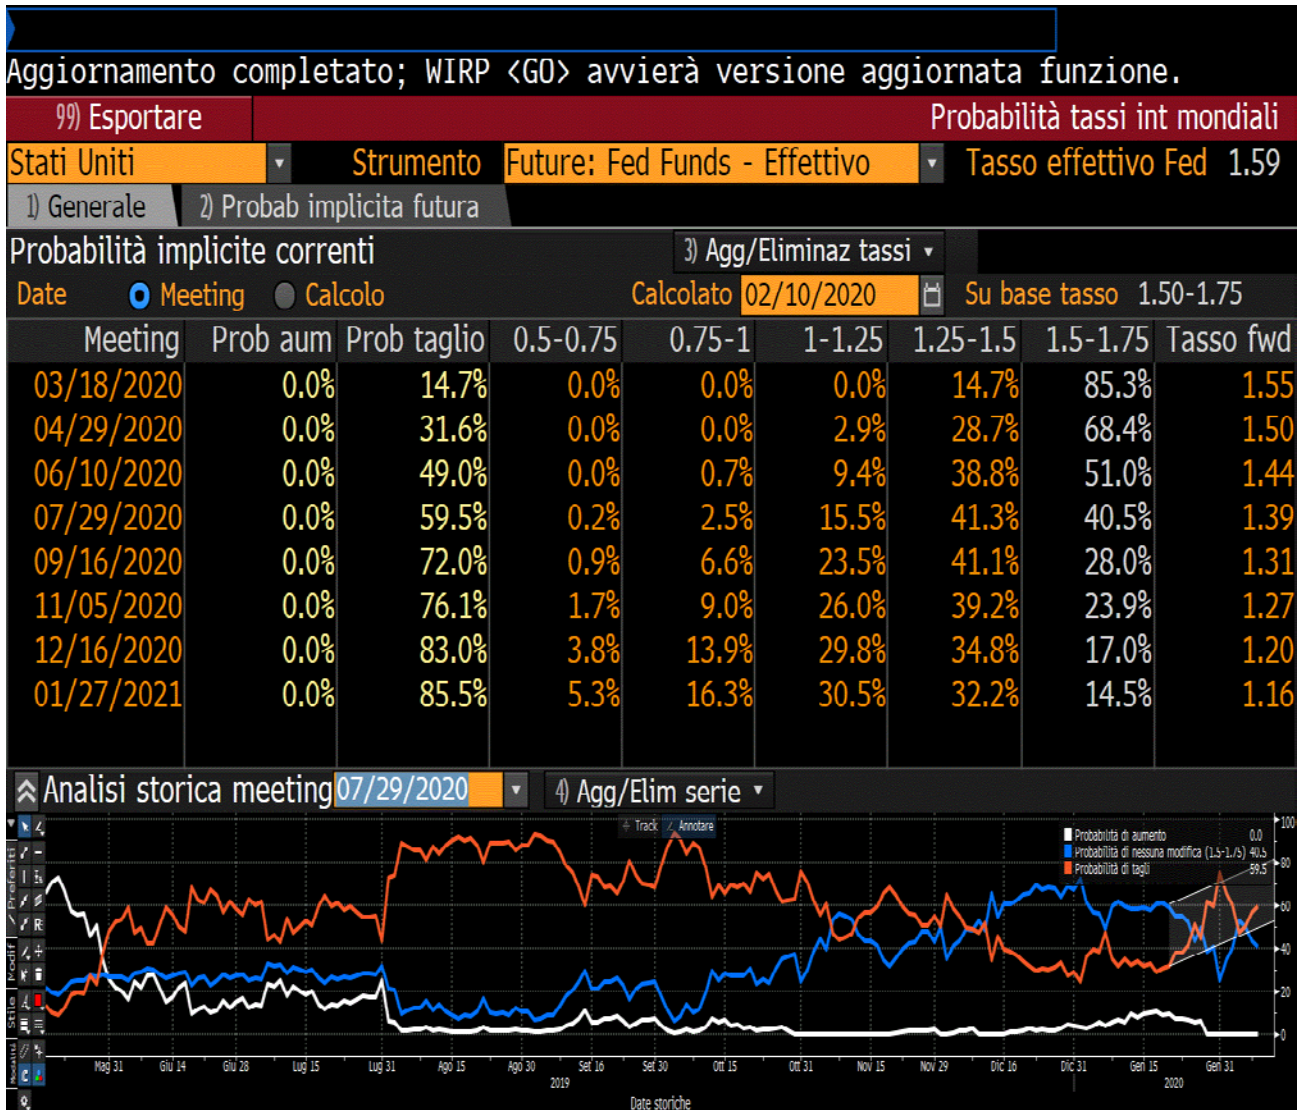 Aggiornamento completato; WIRP <GO> avvierà versione aggiornata funzione.
99) Esportare Probabilità tassi int mondiali
Stati Uniti Strumento Future: Fed Funds - Effettivo Tasso effettivo Fed 1.59
1) Generale 2) Probab implicita futura
Probabilità implicite correnti 3) Agg/Eliminaz tassi
Date Meeting Calcolo Calcolato 02/10/2020 Su base tasso 1.50-1.75
Meeting Prob aum Prob taglio 0.5-0.75 0.75-1 1-1.25 1.25-1.5 1.5-1.75 Tasso fwd
03/18/2020 0.0% 14.7% 0.0% 0.0% 0.0% 14.7% 85.3% 1.55
04/29/2020 0.0% 31.6% 0.0% 0.0% 2.9% 28.7% 68.4% 1.50
06/10/2020 0.0% 49.0% 0.0% 0.7% 9.4% 38.8% 51.0% 1.44
07/29/2020 0.0% 59.5% 0.2% 2.5% 15.5% 41.3% 40.5% 1.39
09/16/2020 0.0% 72.0% 0.9% 6.6% 23.5% 41.1% 28.0% 1.31
11/05/2020 0.0% 76.1% 1.7% 9.0% 26.0% 39.2% 23.9% 1.27
12/16/2020 0.0% 83.0% 3.8% 13.9% 29.8% 34.8% 17.0% 1.20
01/27/2021 0.0% 85.5% 5.3% 16.3% 30.5% 32.2% 14.5% 1.16
Analisi storica meeting 07/29/2020 4) Agg/Elim serie
Track Annotare
Probabilità di aumento 0.0
Probabilità di nessuna modifica (1.5-1.75) 40.5
Probabilità di tagli 59.5
100
80
60
40
20
0
Preferiti
Modif
Stile
Modalità
Mag 31 Giu 14 Giu 28 Lug 15 Lug 31 Ago 15 Ago 30 Set 16 Set 30 Ott 15 Ott 31 Nov 15 Nov 29 Dic 16 Dic 31 Gen 15 Gen 31
2019 2020
Date storiche